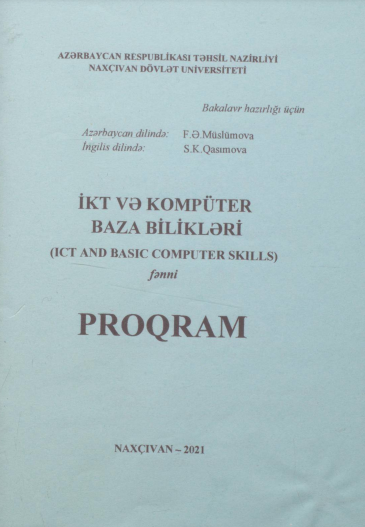 AZƏRBAYCAN RESPUBLİKASI TƏHSİL NAZİRLİYİ
NAXÇIVAN DÖVLƏT UNİVERSİTETİ
Bakalavr hazırlığı üçün
Azərbaycan dilində: F.Ə.Müslümova
İngilis dilində: S.K.Qasımova
İKT VƏ KOMPÜTER
BAZA BİLİKLƏRİ
(ICT AND BASIC COMPUTER SKILLS)
fənni
PROQRAM
NAXÇIVAN – 2021